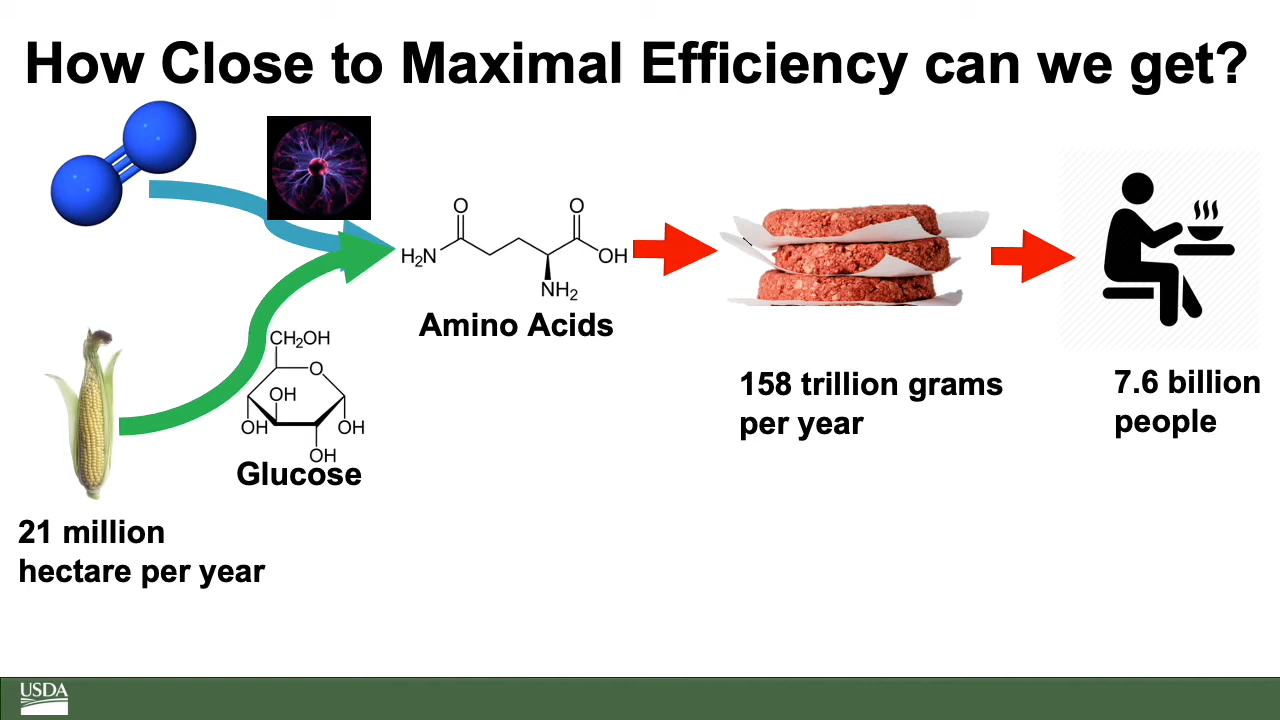 How Close to Maximal Efficiency can we get?
O
O
H₂N
OH
NH₂
Amino Acids
CH₂OH
O
OH
OH
OH
OH
Glucose
158 trillion grams
per year
7.6 billion
people
21 million
hectare per year
USDA